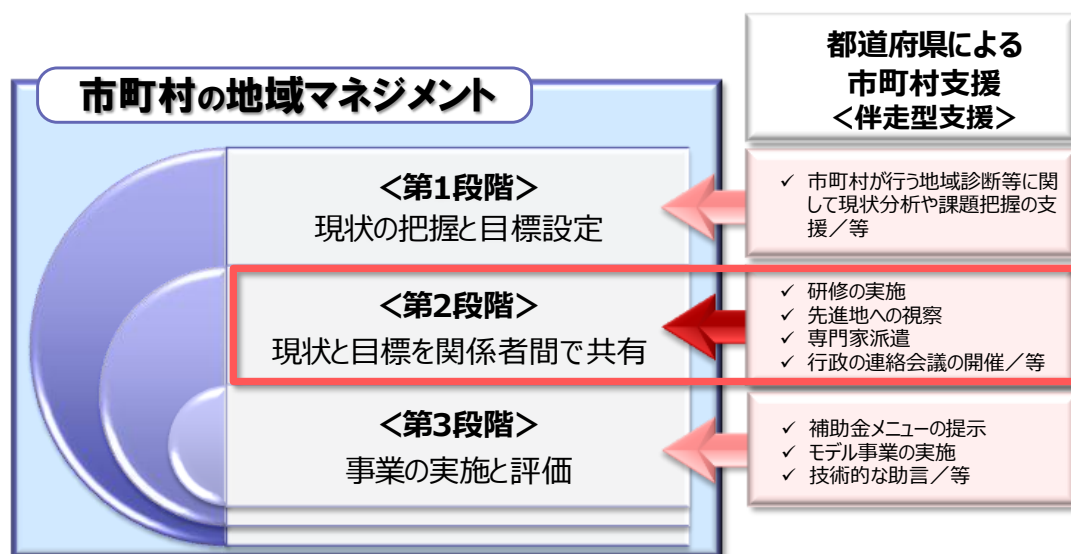 都道府県による
市町村支援
＜伴走型支援＞
市町村の地域マネジメント
＜第1段階＞
現状の把握と目標設定
✓ 市町村が行う地域診断等に関
して現状分析や課題把握の支
援／等
＜第2段階＞
現状と目標を関係者間で共有
✓ 研修の実施
✓ 先進地への視察
✓ 専門家派遣
✓ 行政の連絡会議の開催／等
＜第3段階＞
事業の実施と評価
✓ 補助金メニューの提示
✓ モデル事業の実施
✓ 技術的な助言／等